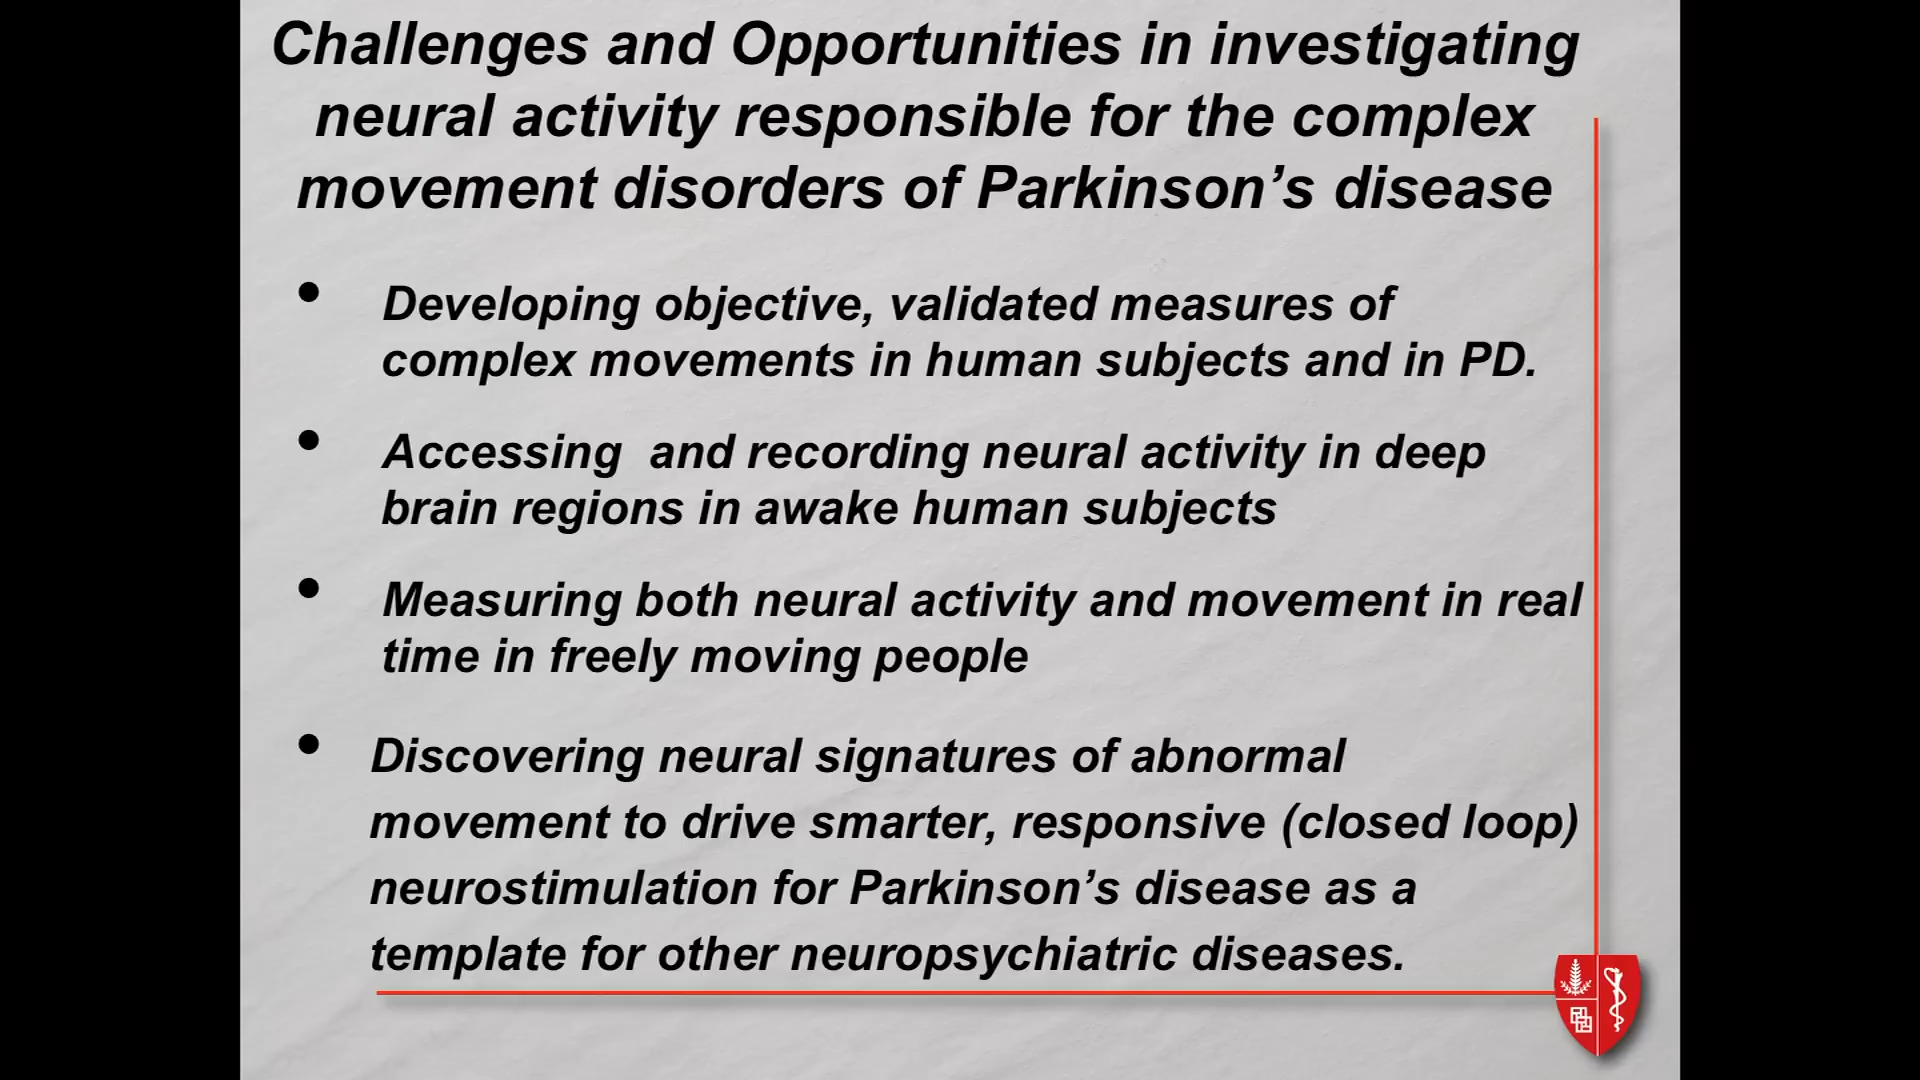 Challenges and Opportunities in investigating
neural activity responsible for the complex
movement disorders of Parkinson’s disease
• Developing objective, validated measures of
complex movements in human subjects and in PD.
• Accessing  and recording neural activity in deep
brain regions in awake human subjects
• Measuring both neural activity and movement in real
time in freely moving people
• Discovering neural signatures of abnormal
movement to drive smarter, responsive (closed loop)
neurostimulation for Parkinson’s disease as a
template for other neuropsychiatric diseases.